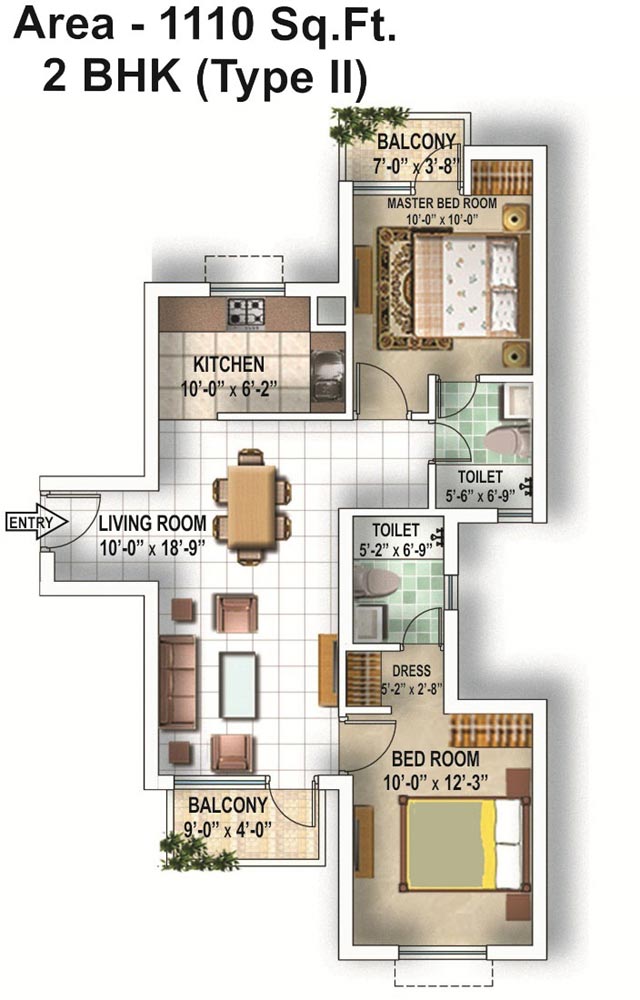 Area - 1110 Sq.Ft.
2 BHK (Type II)
BALCONY
7'-0" x 3'-8"
MASTER BED ROOM
10'-0" x 10'-0"
KITCHEN
10'-0" x 6'-2"
TOILET
5'-6" x 6'-9"
ENTRY
LIVING ROOM
10'-0" x 18'-9"
TOILET
5'-2" x 6'-9"
DRESS
5'-2" x 2'-8"
BED ROOM
10'-0" x 12'-3"
BALCONY
9'-0" x 4'-0"